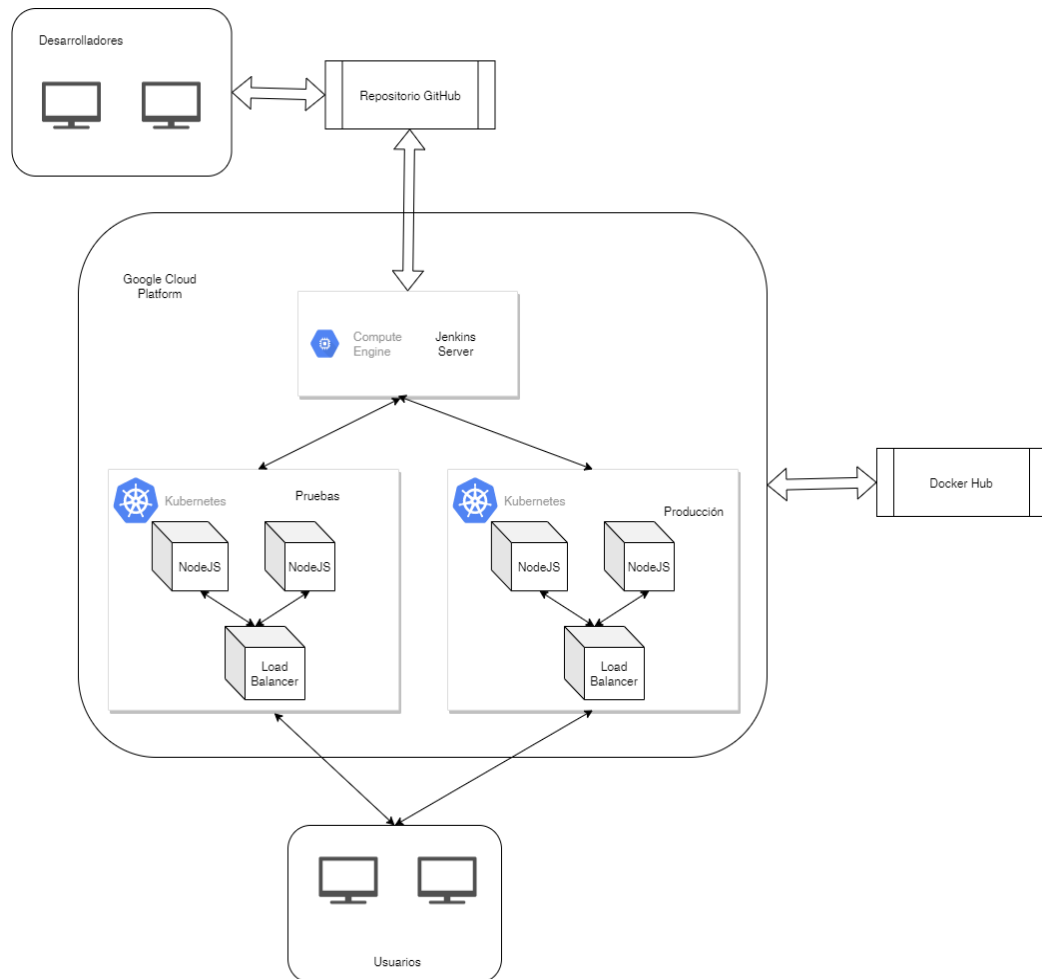 Desarrolladores
Repositorio GitHub
Google Cloud
Platform
Compute
Engine
Jenkins
Server
Kubernetes
Pruebas
NodeJS
NodeJS
Load
Balancer
Kubernetes
Producción
NodeJS
NodeJS
Load
Balancer
Docker Hub
Usuarios